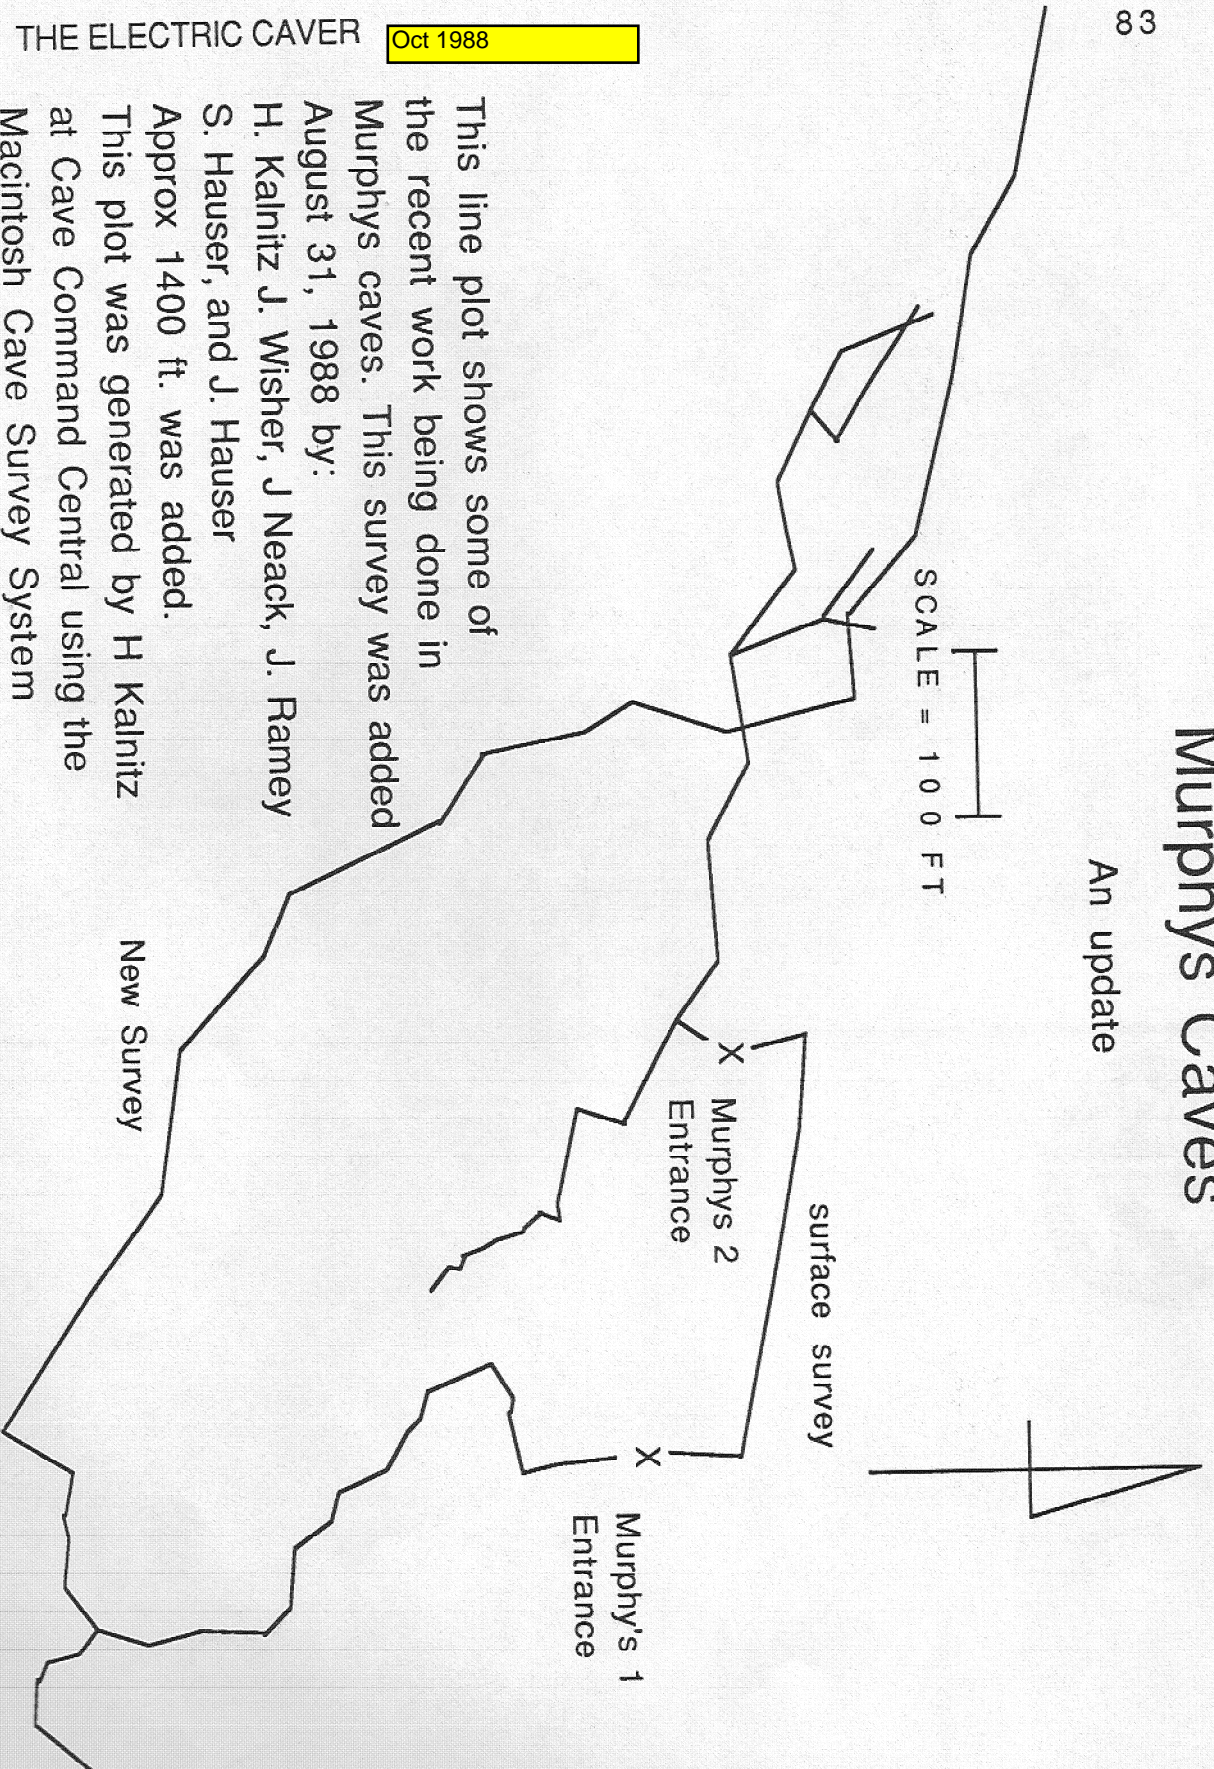 THE ELECTRIC CAVER
Oct 1988
83
Murphys Caves
An update
SCALE = 100 FT
This line plot shows some of
the recent work being done in
Murphys caves. This survey was added
August 31, 1988 by:
H. Kalnitz J. Wisher, J Neack, J. Ramey
S. Hauser, and J. Hauser
Approx 1400 ft. was added.
This plot was generated by H Kalnitz
at Cave Command Central using the
Macintosh Cave Survey System
surface survey
X
Murphys 2
Entrance
X
Murphy's 1
Entrance
New Survey